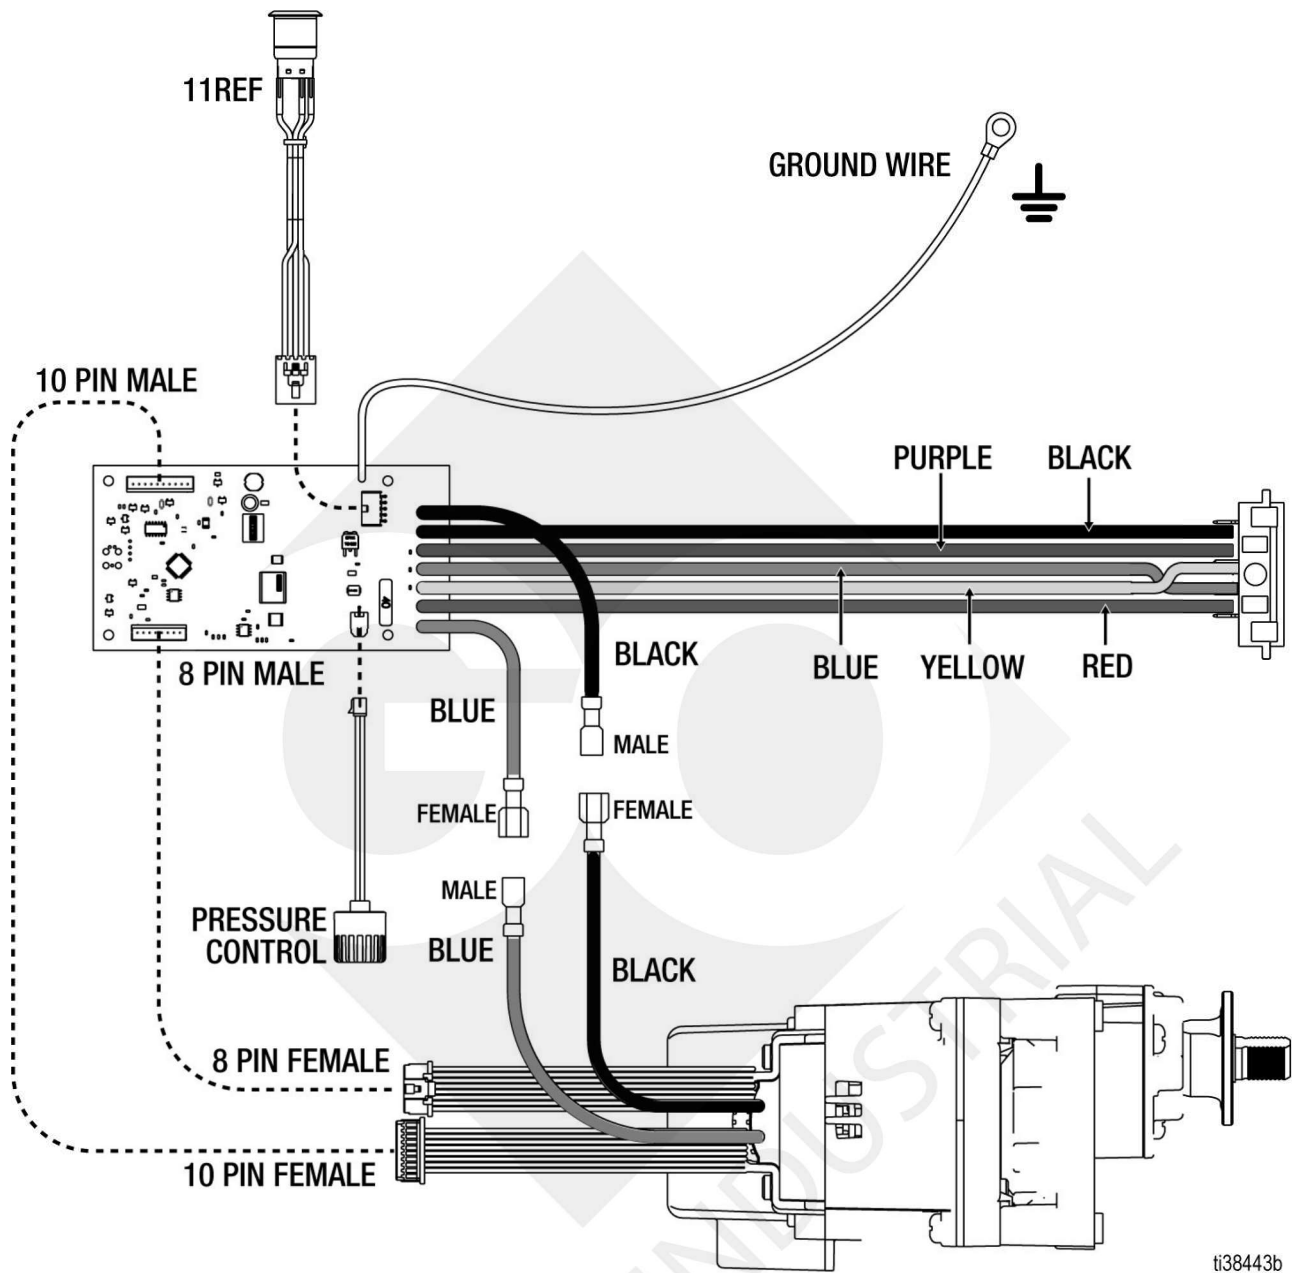 11REF
GROUND WIRE
10 PIN MALE
PURPLE
BLACK
40
8 PIN MALE
BLACK
BLUE
YELLOW
RED
BLUE
MALE
FEMALE
FEMALE
MALE
PRESSURE
CONTROL
BLUE
BLACK
8 PIN FEMALE
10 PIN FEMALE
INDUSTRIAL
ti38443b